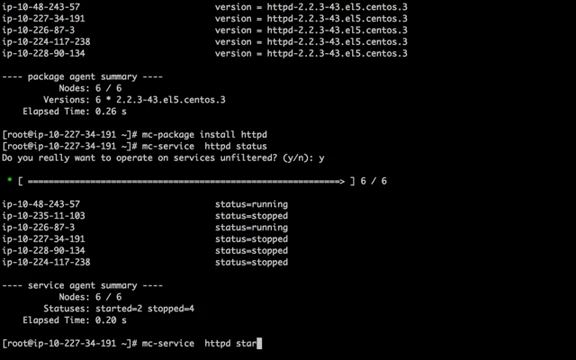 ip-10-48-243-57 version = httpd-2.2.3-43.el5.centos.3
ip-10-227-34-191 version = httpd-2.2.3-43.el5.centos.3
ip-10-226-87-3 version = httpd-2.2.3-43.el5.centos.3
ip-10-224-117-238 version = httpd-2.2.3-43.el5.centos.3
ip-10-228-90-134 version = httpd-2.2.3-43.el5.centos.3
---- package agent summary ----
Nodes: 6 / 6
Versions: 6 * 2.2.3-43.el5.centos.3
Elapsed Time: 0.26 s
[root@ip-10-227-34-191 ~]# mc-package install httpd
[root@ip-10-227-34-191 ~]# mc-service  httpd status
Do you really want to operate on services unfiltered? (y/n): y
* [ ============================================================> ] 6 / 6
ip-10-48-243-57 status=running
ip-10-235-11-103 status=stopped
ip-10-226-87-3 status=running
ip-10-227-34-191 status=stopped
ip-10-228-90-134 status=stopped
ip-10-224-117-238 status=stopped
---- service agent summary ----
Nodes: 6 / 6
Statuses: started=2 stopped=4
Elapsed Time: 0.20 s
[root@ip-10-227-34-191 ~]# mc-service  httpd star